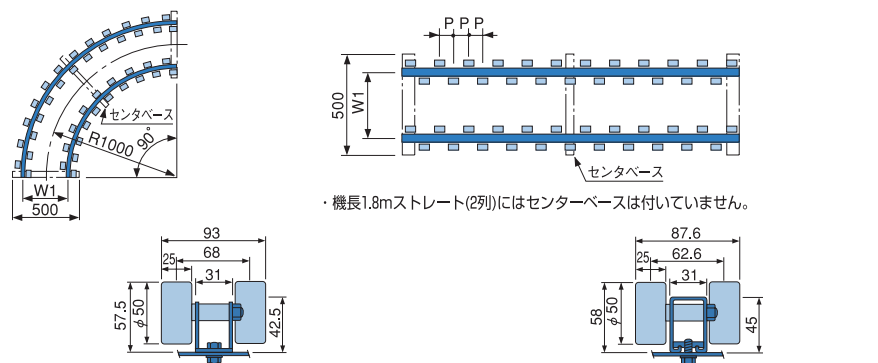 センタベース
R1000
90°
W1
500
P P P
500
W1
センタベース
・機長1.8mストレート(2列)にはセンターベースは付いていません。
93
68
25
31
57.5
φ50
42.5
87.6
62.6
25
31
58
φ50
45